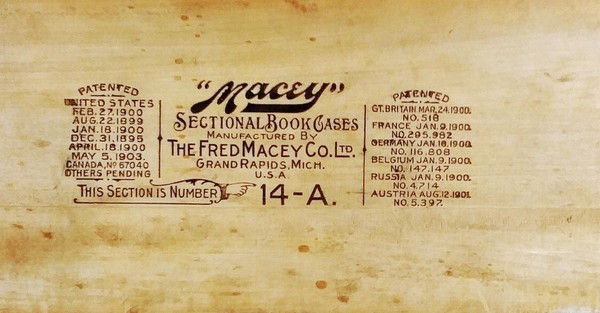 PATENTED
UNITED STATES
FEB. 27. 1900
AUG. 22. 1899
JAN. 18. 1900
DEC. 31. 1895
APRIL. 18. 1900
MAY 5. 1903.
CANADA, No 67040
OTHERS PENDING
"Macey"
SECTIONAL BOOK CASES
MANUFACTURED BY
THE FRED MACEY CO. LTD.
GRAND RAPIDS, MICH.
U.S.A.
PATENTED
GT. BRITAIN MAR. 24. 1900.
NO. 518
FRANCE JAN. 9. 1900.
NO. 295.982
GERMANY JAN. 18. 1900.
NO. 116.808
BELGIUM JAN. 9. 1900.
NO. 147.147
RUSSIA JAN. 9. 1900.
NO. 4.714
AUSTRIA AUG. 12. 1901.
NO. 5.397.
THIS SECTION IS NUMBER 14-A.